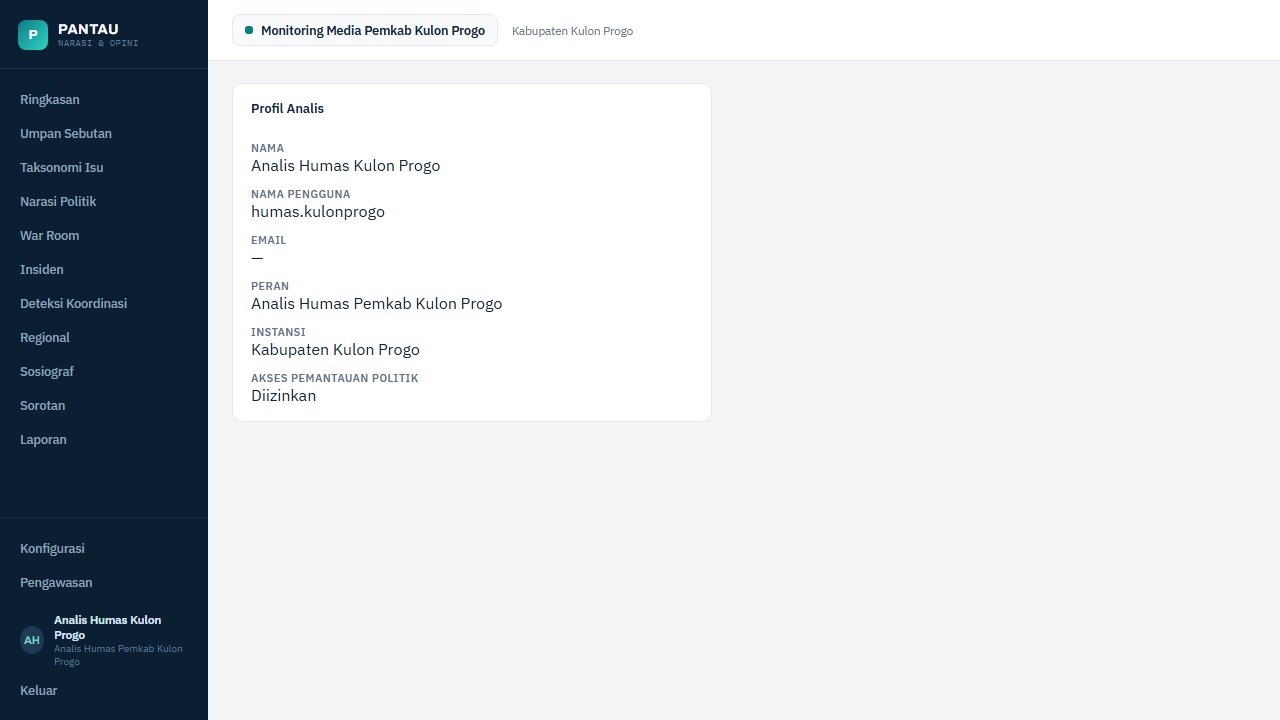 P
PANTAU
NARASI & OPINI
Ringkasan
Umpan Sebutan
Taksonomi Isu
Narasi Politik
War Room
Insiden
Deteksi Koordinasi
Regional
Sosiograf
Sorotan
Laporan
Konfigurasi
Pengawasan
AH
Analis Humas Kulon
Progo
Analis Humas Pemkab Kulon
Progo
Keluar
Monitoring Media Pemkab Kulon Progo
Kabupaten Kulon Progo
Profil Analis
NAMA
Analis Humas Kulon Progo
NAMA PENGGUNA
humas.kulonprogo
EMAIL
—
PERAN
Analis Humas Pemkab Kulon Progo
INSTANSI
Kabupaten Kulon Progo
AKSES PEMANTAUAN POLITIK
Diizinkan